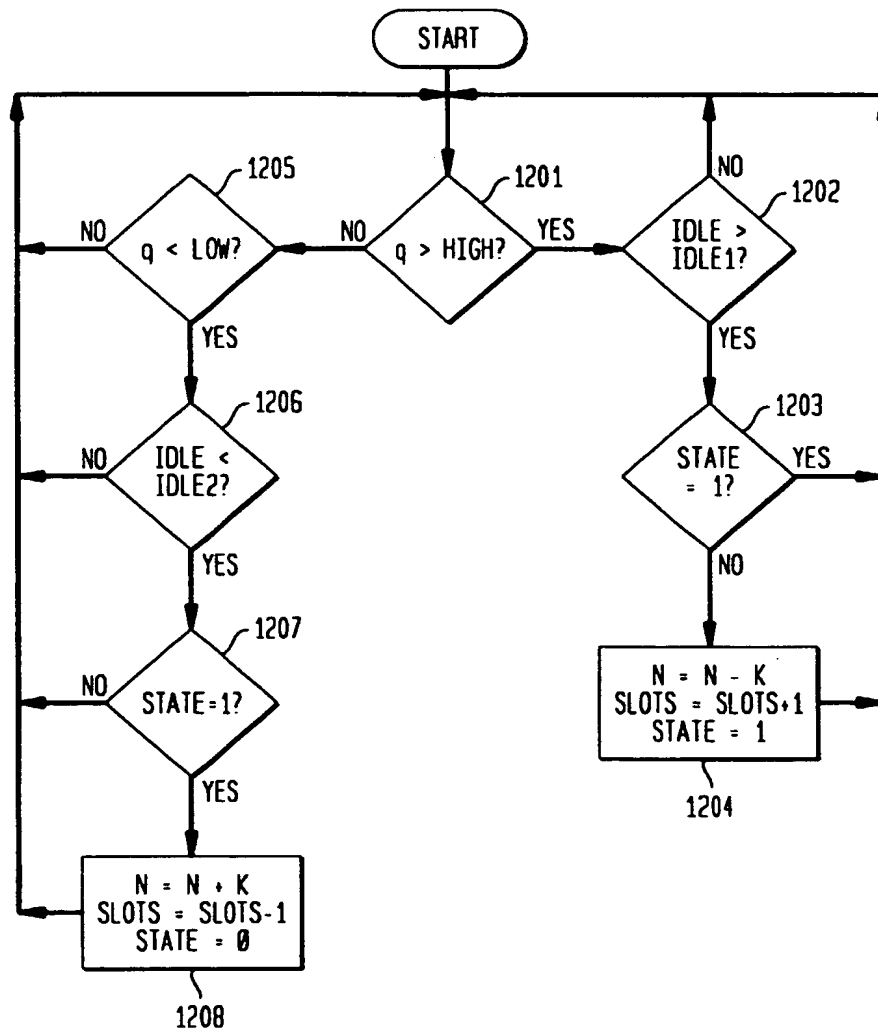 START
1205
1201
1202
NO
q < LOW?
NO
q > HIGH?
YES
IDLE >
IDLE1?
NO
YES
YES
1206
1203
NO
IDLE <
IDLE2?
STATE
= 1?
YES
YES
NO
1207
NO
STATE=1?
N = N - K
SLOTS = SLOTS+1
STATE = 1
YES
1204
N = N + K
SLOTS = SLOTS-1
STATE = 0
1208